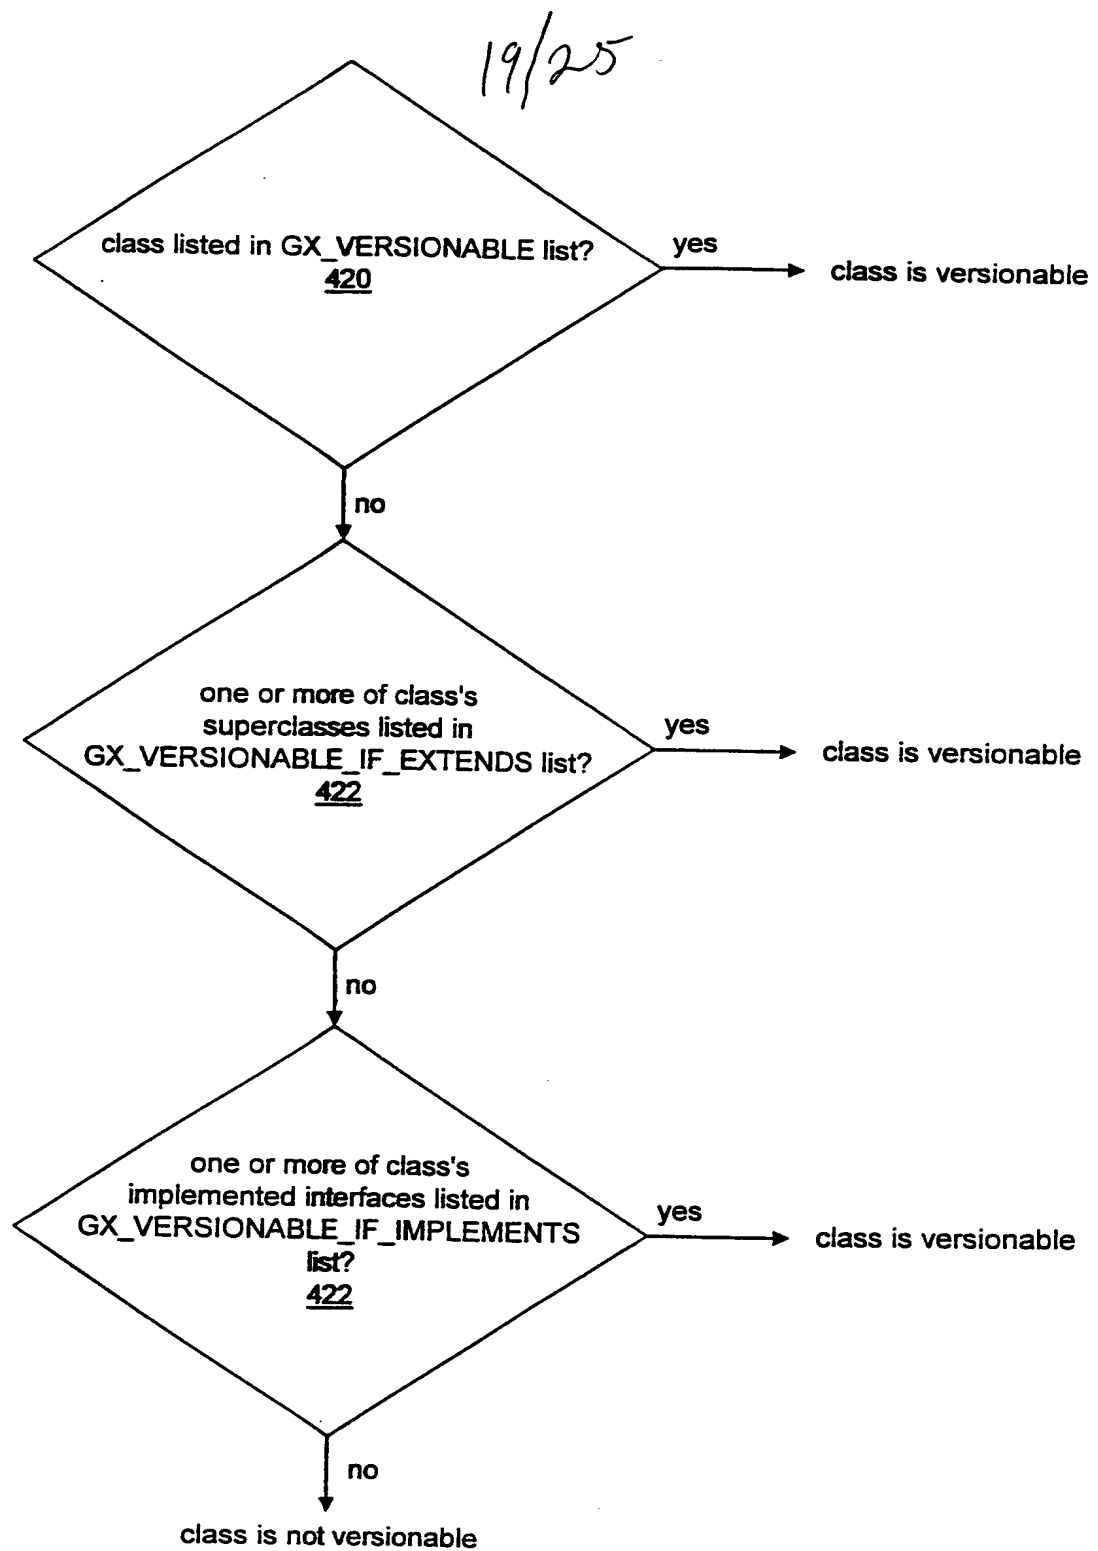 19/25
class listed in GX_VERSIONABLE list?
420
yes
class is versionable
no
one or more of class's
superclasses listed in
GX_VERSIONABLE_IF_EXTENDS list?
422
yes
class is versionable
no
one or more of class's
implemented interfaces listed in
GX_VERSIONABLE_IF_IMPLEMENTS
list?
422
yes
class is versionable
no
class is not versionable